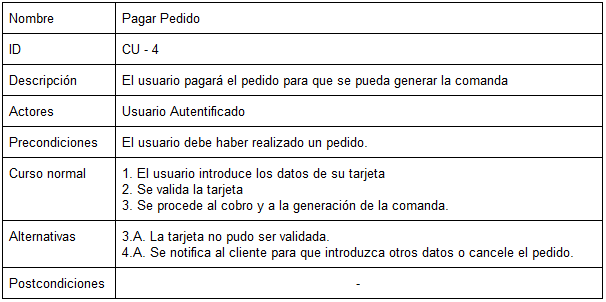 Nombre Pagar Pedido
ID CU - 4
Descripción El usuario pagará el pedido para que se pueda generar la comanda
Actores Usuario Autentificado
Precondiciones El usuario debe haber realizado un pedido.
Curso normal 1. El usuario introduce los datos de su tarjeta
2. Se valida la tarjeta
3. Se procede al cobro y a la generación de la comanda.
Alternativas 3.A. La tarjeta no pudo ser validada.
4.A. Se notifica al cliente para que introduzca otros datos o cancele el pedido.
Postcondiciones -